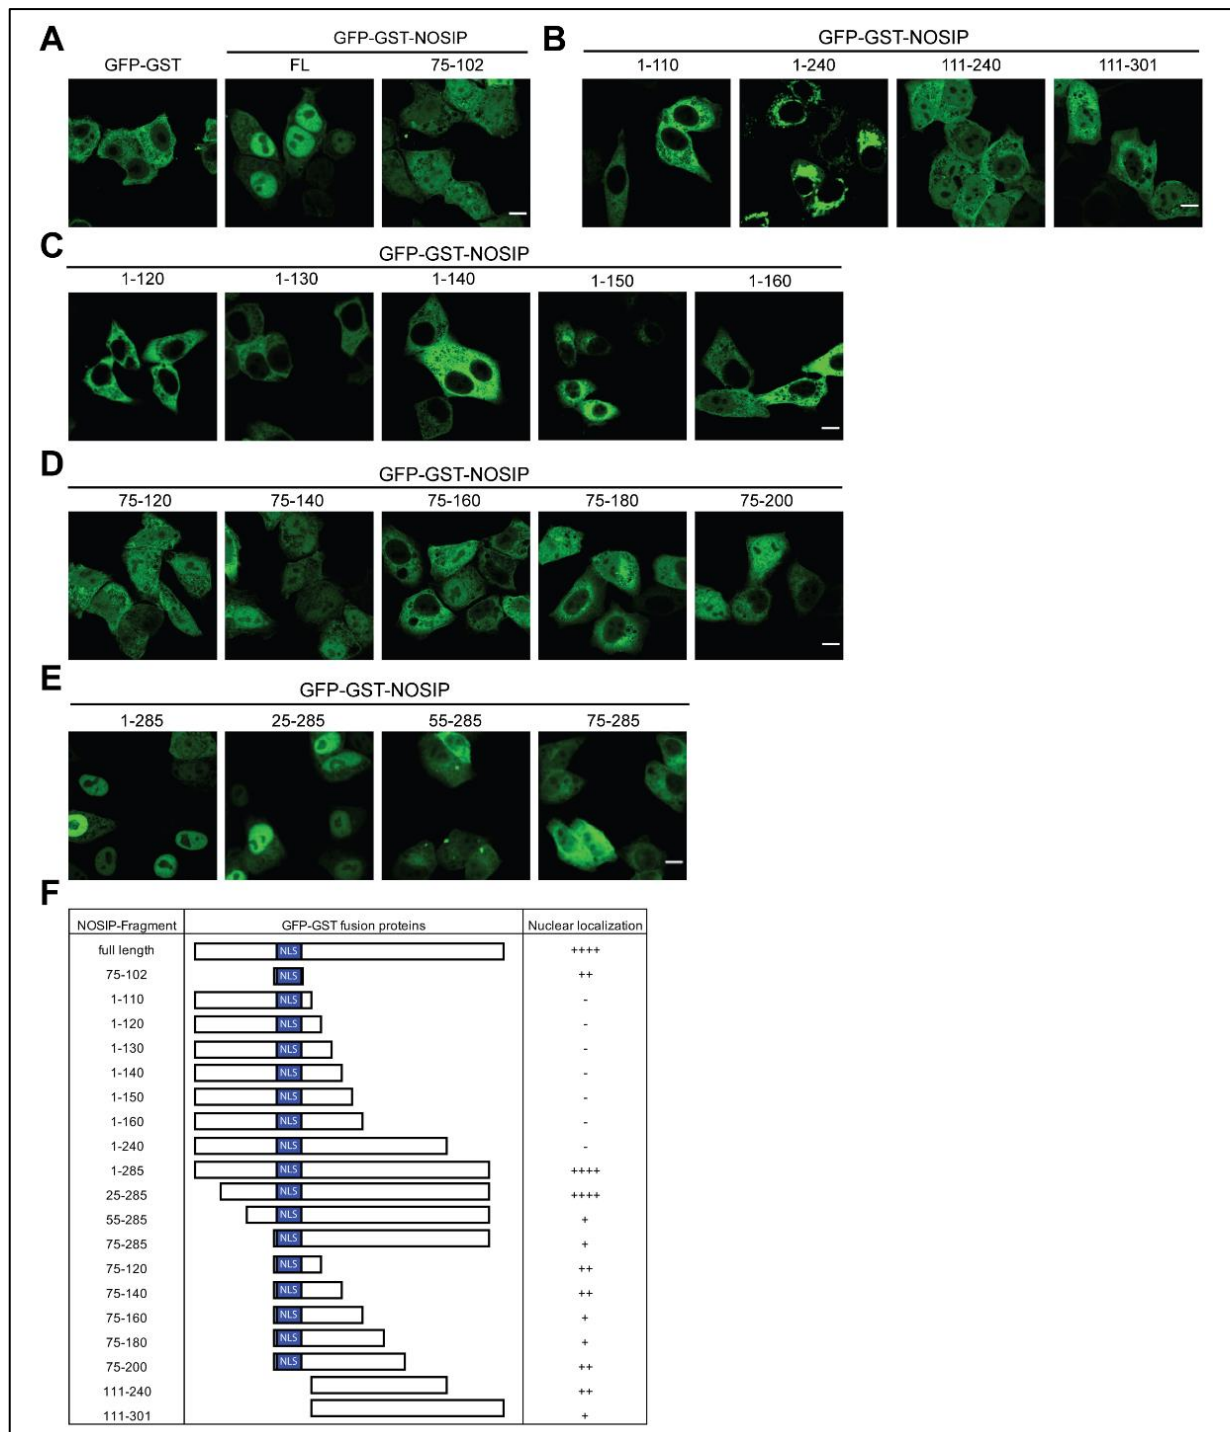 A
GFP-GST-NOSIP
GFP-GST FL 75-102
B
GFP-GST-NOSIP
1-110 1-240 111-240 111-301
C
GFP-GST-NOSIP
1-120 1-130 1-140 1-150 1-160
D
GFP-GST-NOSIP
75-120 75-140 75-160 75-180 75-200
E
GFP-GST-NOSIP
1-285 25-285 55-285 75-285
F
NOSIP-Fragment GFP-GST fusion proteins Nuclear localization
full length NLS ++++
75-102 NLS ++
1-110 NLS -
1-120 NLS -
1-130 NLS -
1-140 NLS -
1-150 NLS -
1-160 NLS -
1-240 NLS -
1-285 NLS ++++
25-285 NLS ++++
55-285 NLS +
75-285 NLS +
75-120 NLS ++
75-140 NLS ++
75-160 NLS +
75-180 NLS +
75-200 NLS ++
111-240 ++
111-301 +